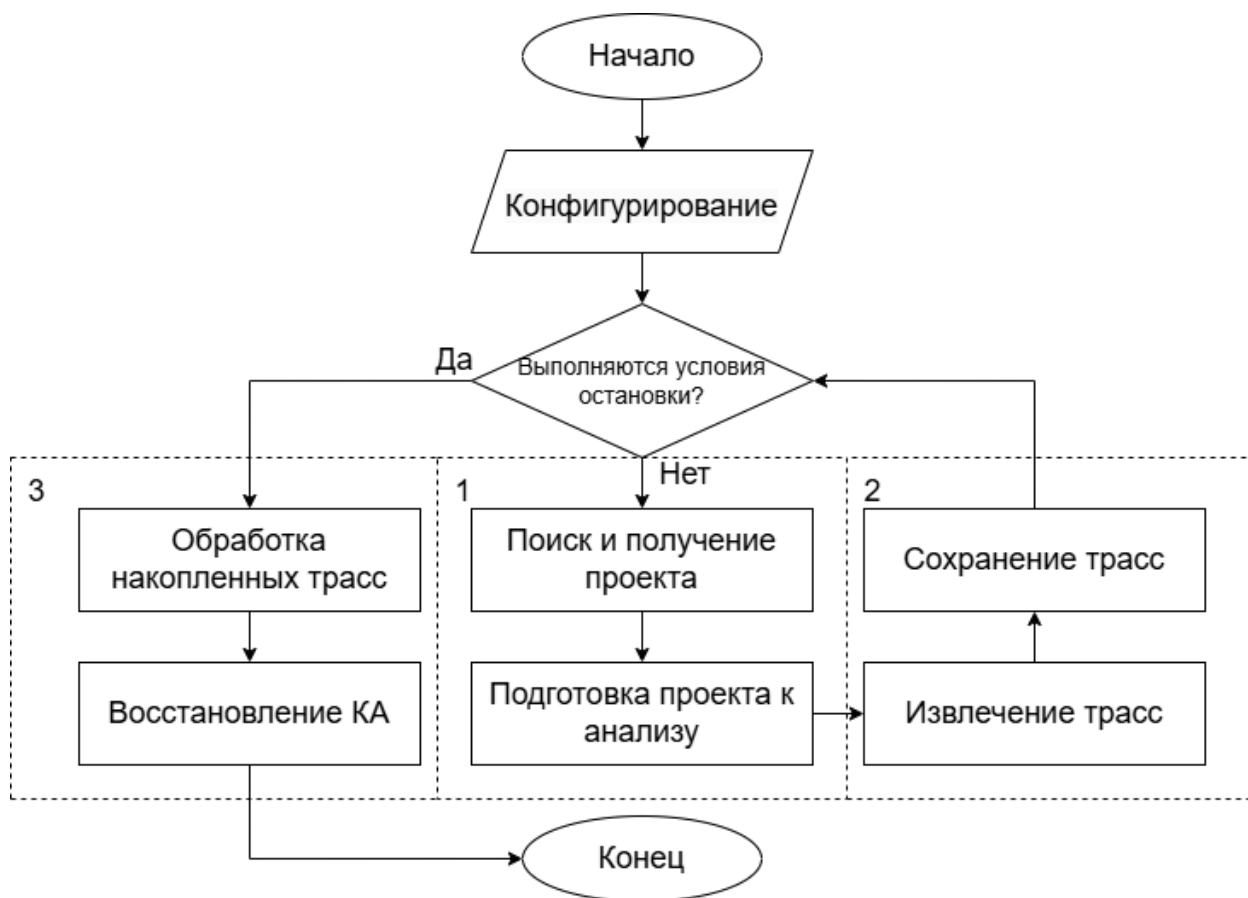 Начало
Конфигурирование
Выполняются условия
остановки?
Да
Нет
3
Обработка
накопленных трасс
Восстановление КА
1
Поиск и получение
проекта
Подготовка проекта к
анализу
2
Сохранение трасс
Извлечение трасс
Конец